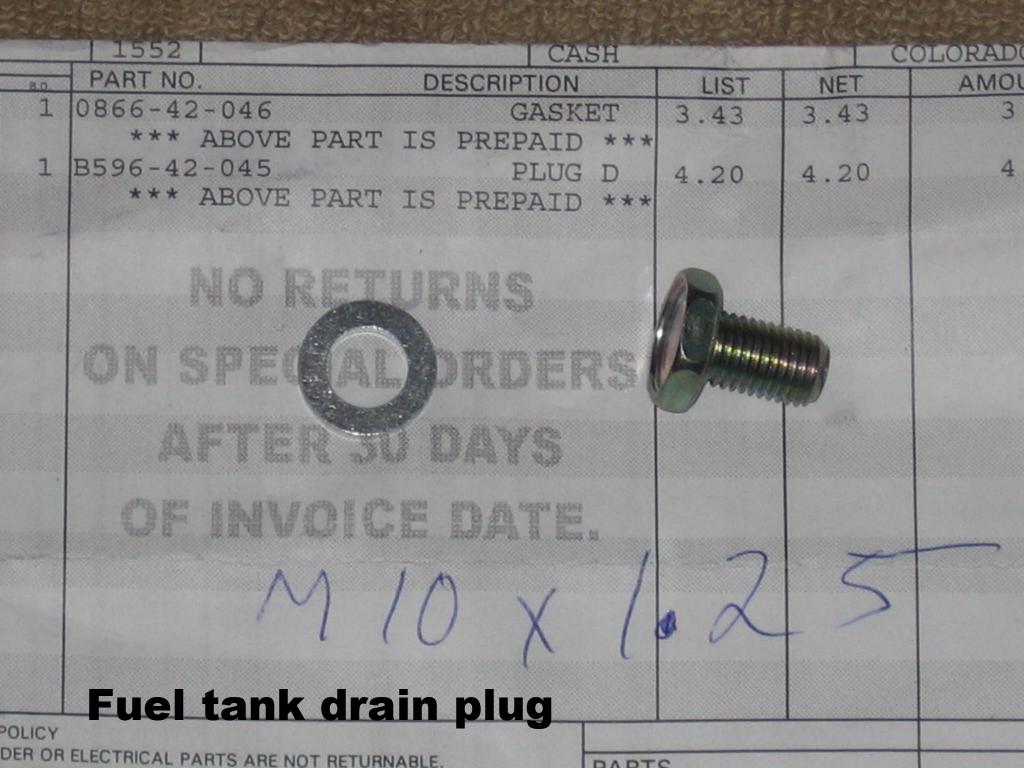 1552 CASH COLORADO
B.O. PART NO. DESCRIPTION LIST NET AMOU
1 0866-42-046 GASKET 3.43 3.43 3
*** ABOVE PART IS PREPAID ***
1 B596-42-045 PLUG D 4.20 4.20 4
*** ABOVE PART IS PREPAID ***
NO RETURNS
ON SPECIAL ORDERS
AFTER 30 DAYS
OF INVOICE DATE.
M10 x 1.25
Fuel tank drain plug
POLICY
DER OR ELECTRICAL PARTS ARE NOT RETURNABLE.
PARTS